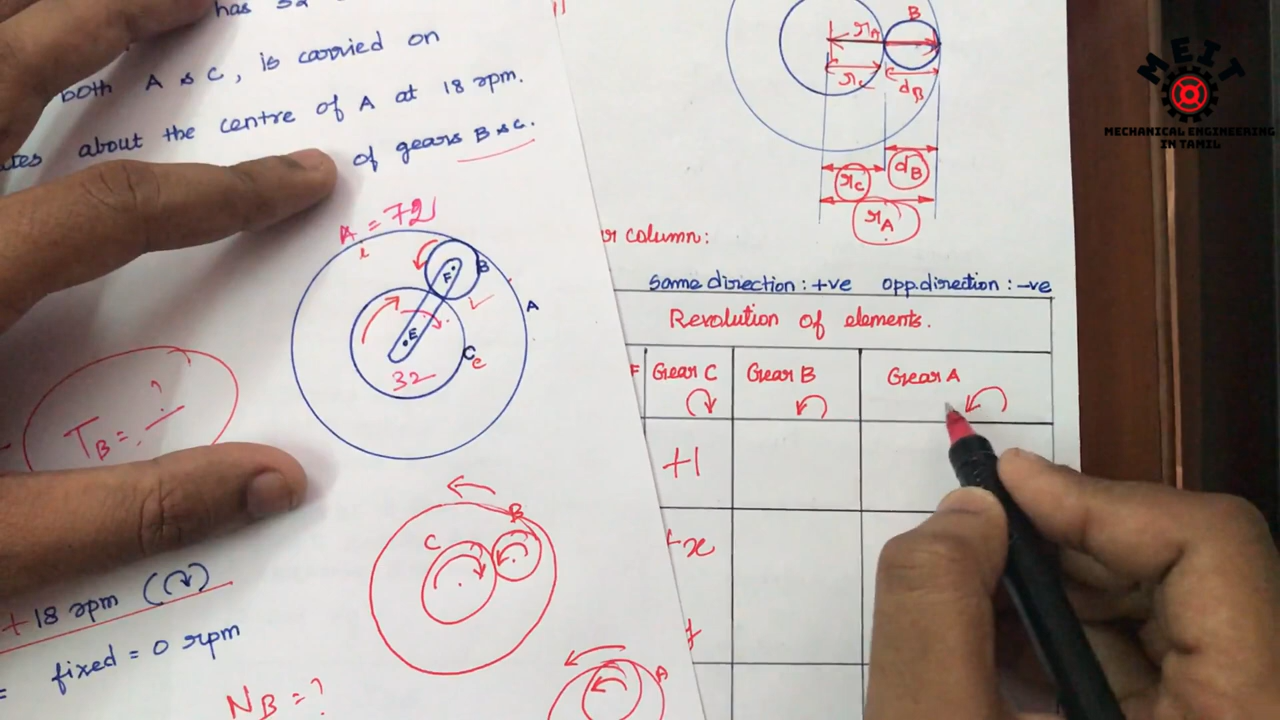 has 32
both A & C, is carried on
ates about the centre of A at 18 rpm.
of gears B & C.
A = 72
i
F
B
A
E
C
e
32
TB = ?
C
B
+18 rpm
fixed = 0 rpm
NB = ?
A
B
rA
rC
dB
rC
dB
rA
column:
Same direction : +ve opp.direction : -ve
Revolution of elements.
F Gear C Gear B Gear A
+1
x
MEIT
MECHANICAL ENGINEERING
IN TAMIL